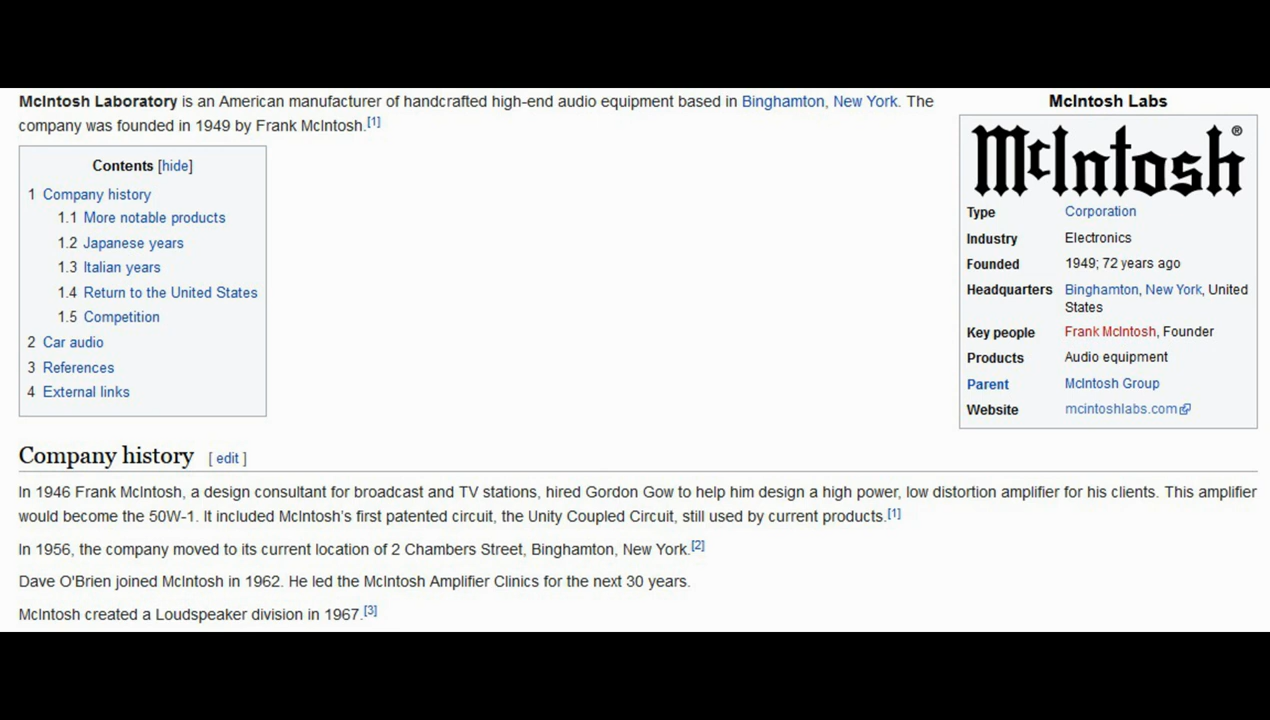 McIntosh Laboratory is an American manufacturer of handcrafted high-end audio equipment based in Binghamton, New York. The
company was founded in 1949 by Frank McIntosh.[1]
Contents [hide]
1 Company history
1.1 More notable products
1.2 Japanese years
1.3 Italian years
1.4 Return to the United States
1.5 Competition
2 Car audio
3 References
4 External links
McIntosh Labs
McIntosh®
Type Corporation
Industry Electronics
Founded 1949; 72 years ago
Headquarters Binghamton, New York, United
States
Key people Frank McIntosh, Founder
Products Audio equipment
Parent McIntosh Group
Website mcintoshlabs.com
Company history [ edit ]
In 1946 Frank McIntosh, a design consultant for broadcast and TV stations, hired Gordon Gow to help him design a high power, low distortion amplifier for his clients. This amplifier
would become the 50W-1. It included McIntosh's first patented circuit, the Unity Coupled Circuit, still used by current products.[1]
In 1956, the company moved to its current location of 2 Chambers Street, Binghamton, New York.[2]
Dave O'Brien joined McIntosh in 1962. He led the McIntosh Amplifier Clinics for the next 30 years.
McIntosh created a Loudspeaker division in 1967.[3]